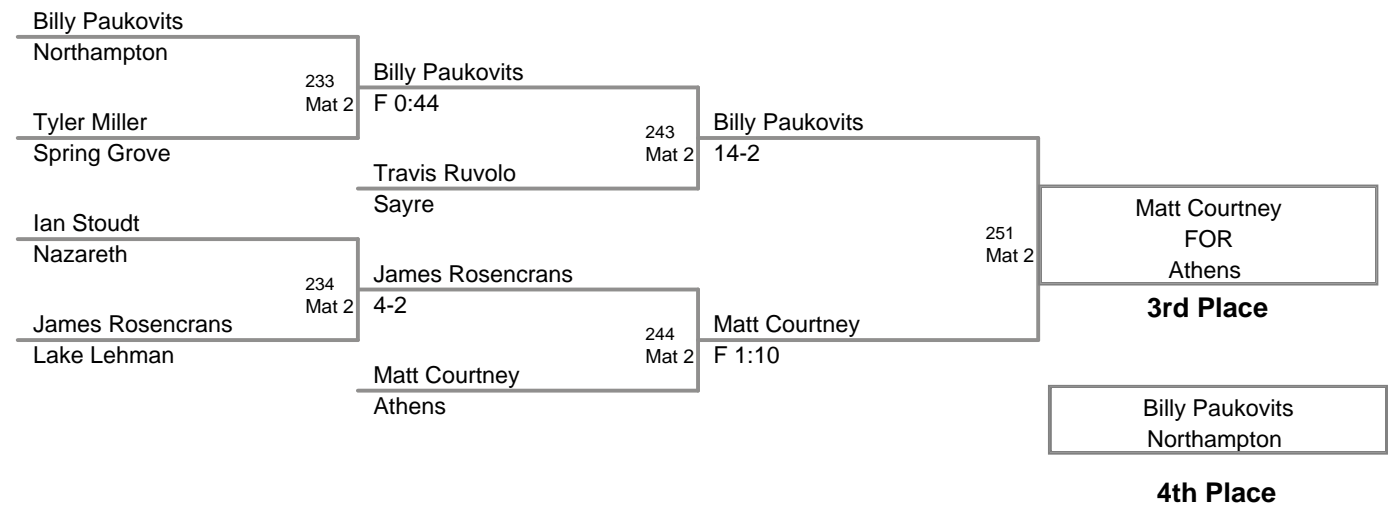 Billy Paukovits
Northampton
233
Mat 2
Tyler Miller
Spring Grove
Ian Stoudt
Nazareth
234
Mat 2
James Rosencrans
Lake Lehman
Billy Paukovits
F 0:44
243
Mat 2
Travis Ruvolo
Sayre
James Rosencrans
4-2
244
Mat 2
Matt Courtney
Athens
Billy Paukovits
14-2
251
Mat 2
Matt Courtney
F 1:10
Matt Courtney
FOR
Athens
3rd Place
Billy Paukovits
Northampton
4th Place